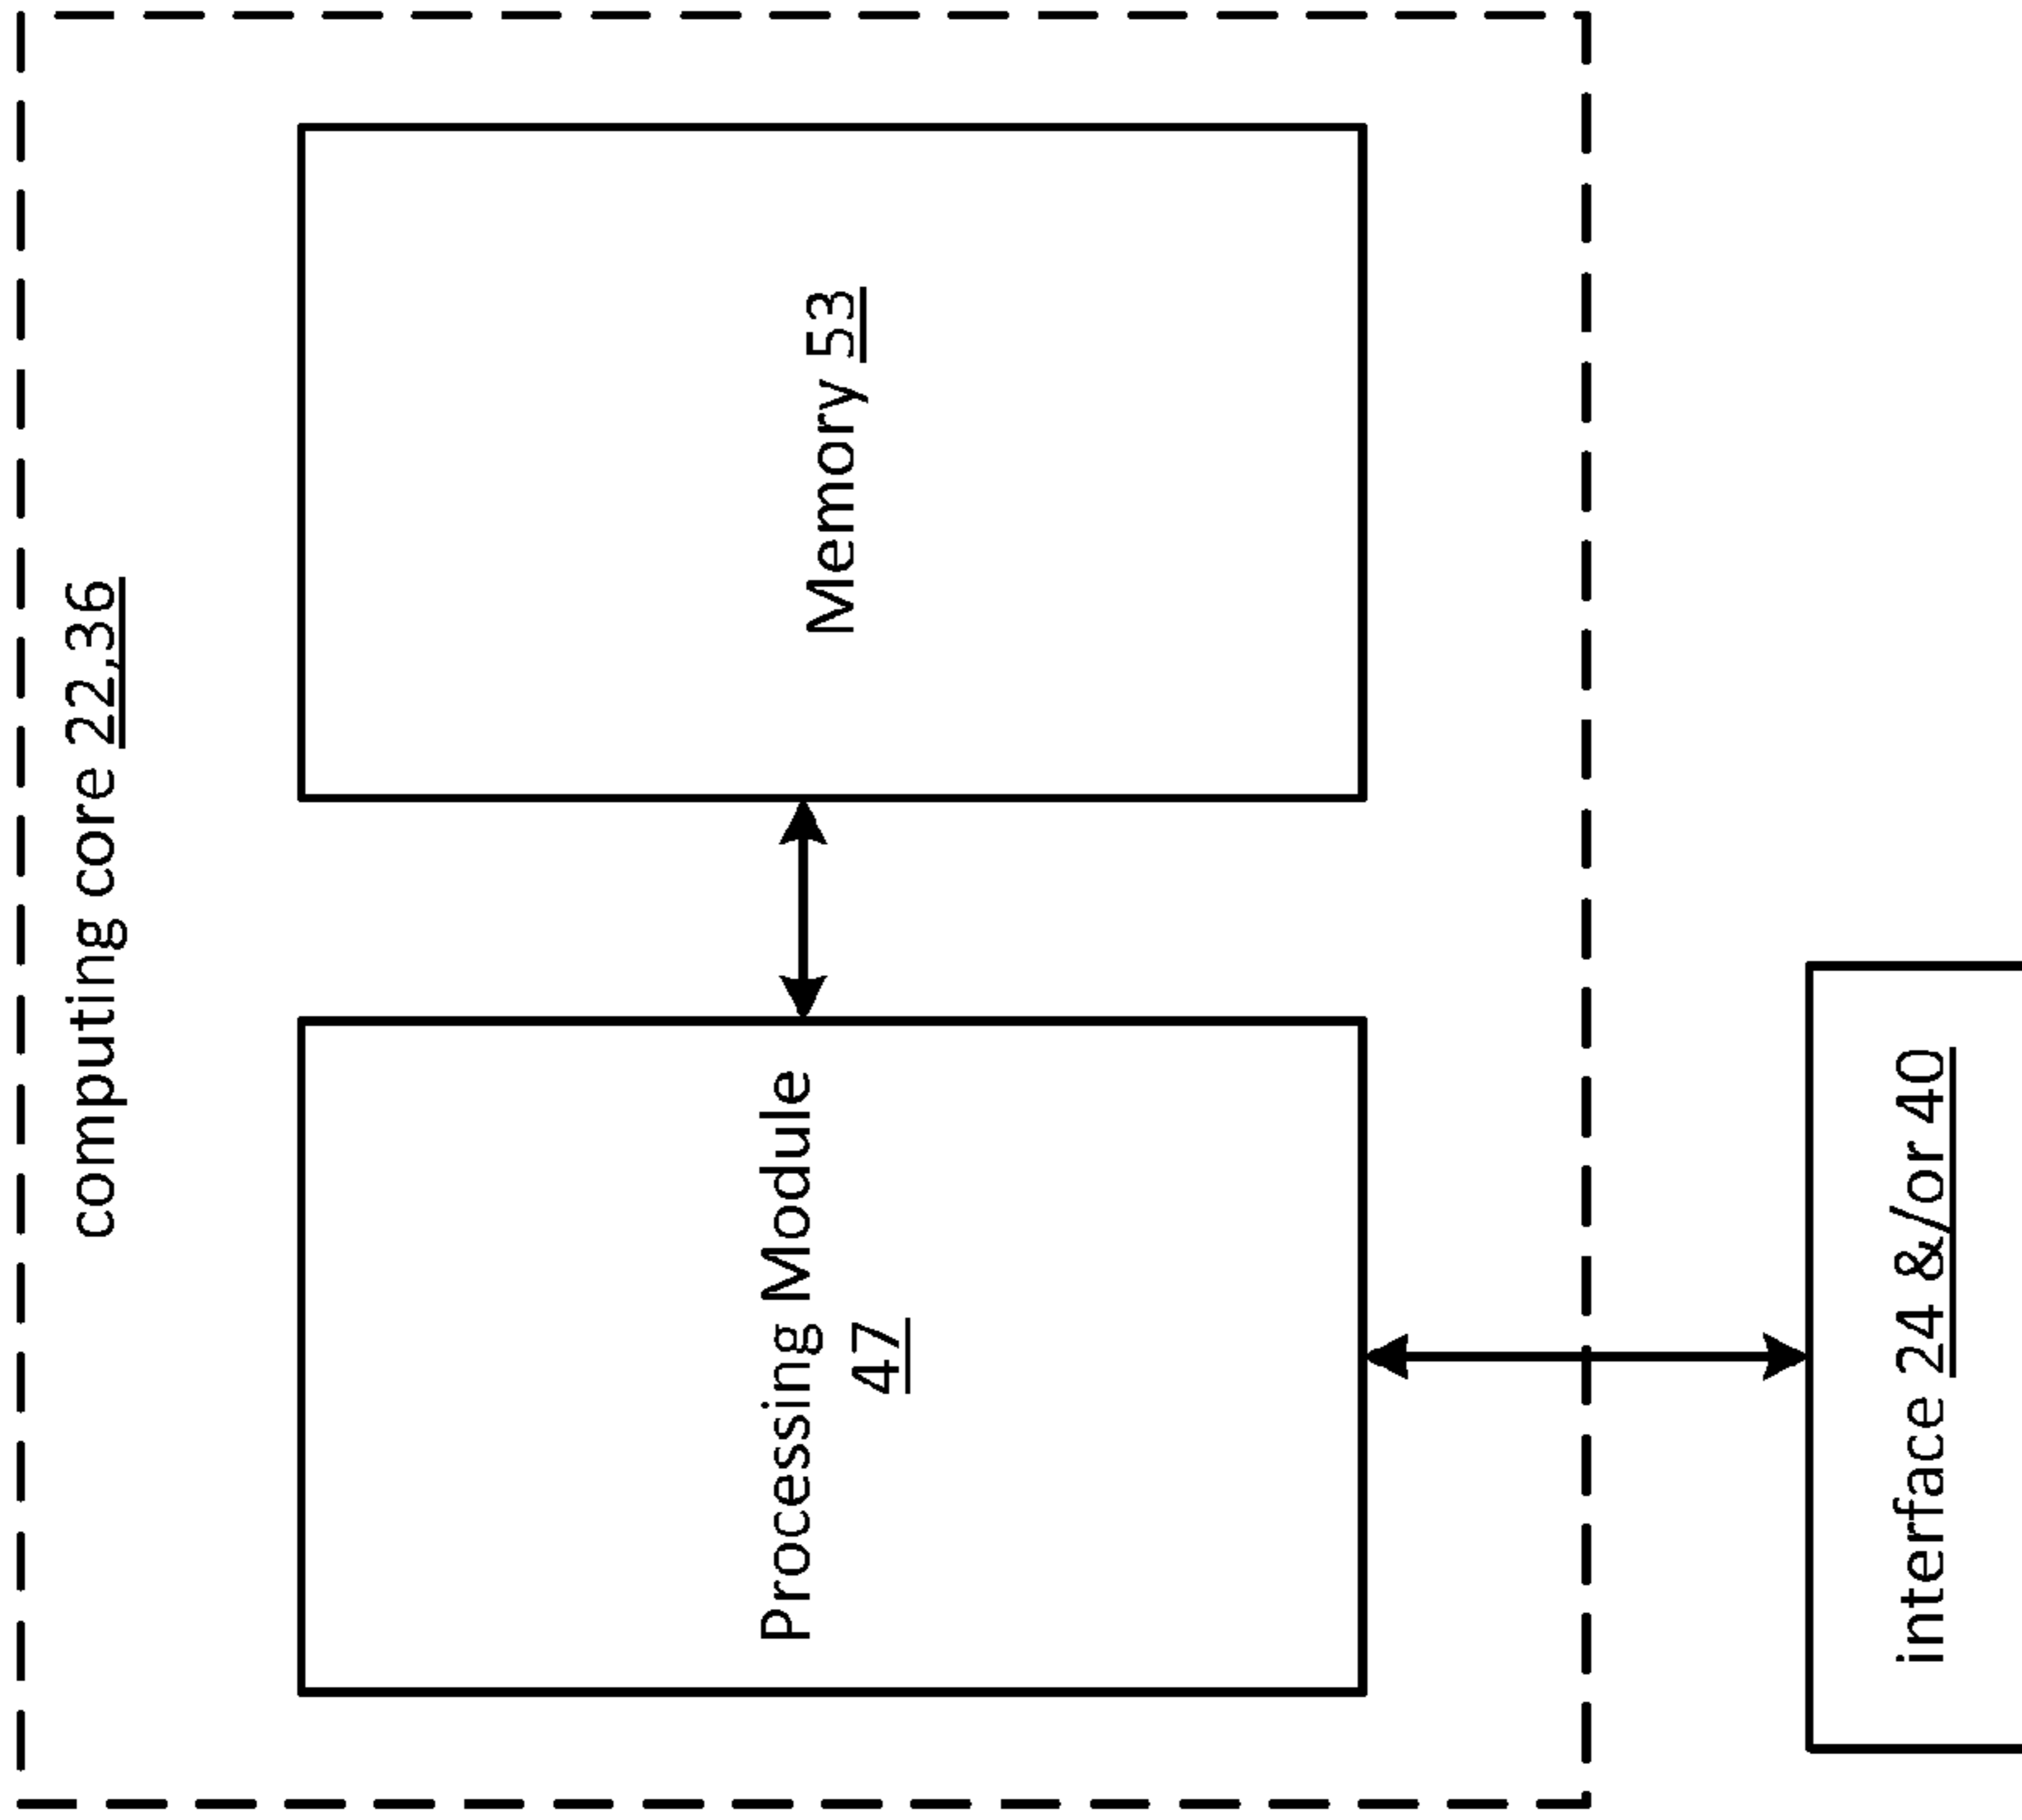 computing core 22,36
Processing Module
47
Memory 53
interface 24 &/or 40